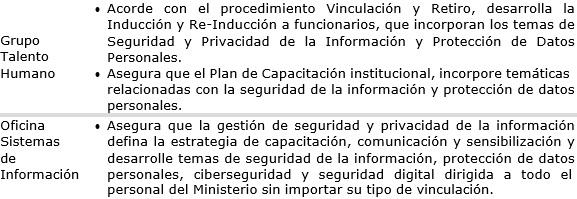 Grupo
Talento
Humano
• Acorde con el procedimiento Vinculación y Retiro, desarrolla la
Inducción y Re-Inducción a funcionarios, que incorporan los temas de
Seguridad y Privacidad de la Información y Protección de Datos
Personales.
• Asegura que el Plan de Capacitación institucional, incorpore temáticas
relacionadas con la seguridad de la información y protección de datos
personales.
Oficina
Sistemas
de
Información
• Asegura que la gestión de seguridad y privacidad de la información
defina la estrategia de capacitación, comunicación y sensibilización y
desarrolle temas de seguridad de la información, protección de datos
personales, ciberseguridad y seguridad digital dirigida a todo el
personal del Ministerio sin importar su tipo de vinculación.